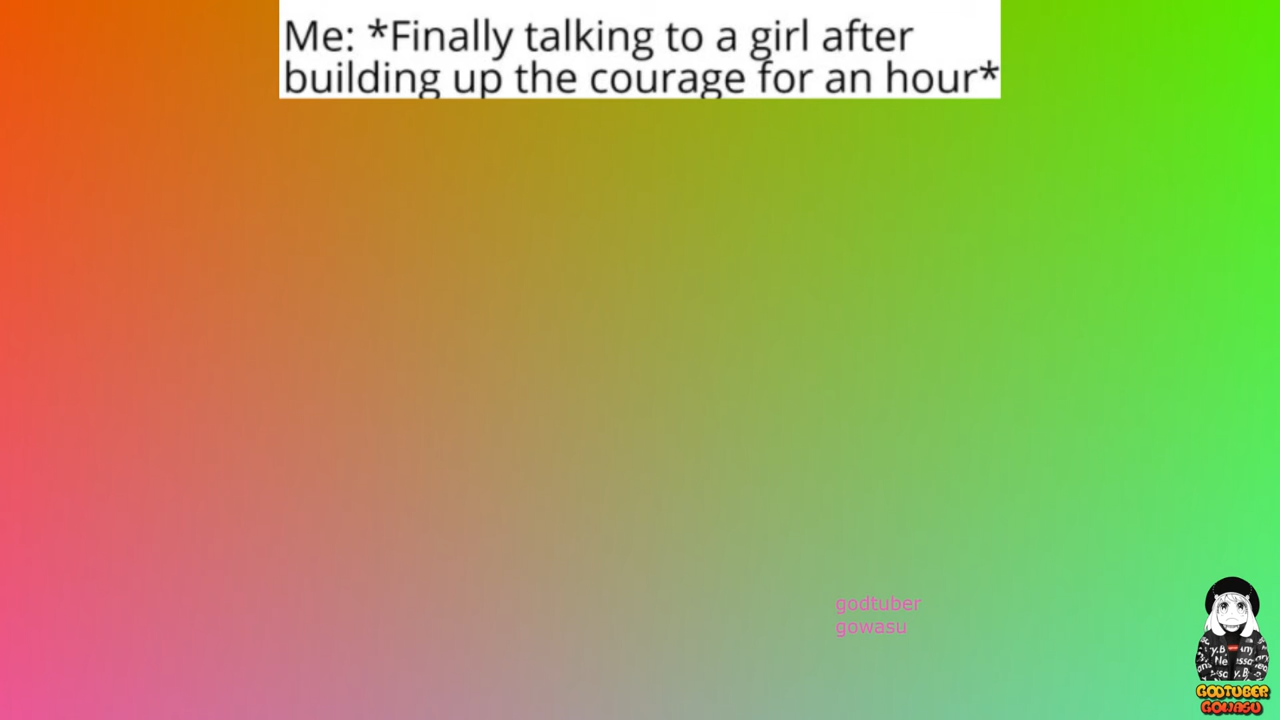 Me: *Finally talking to a girl after
building up the courage for an hour*
godtuber
gowasu
GODTUBER
GOWASU